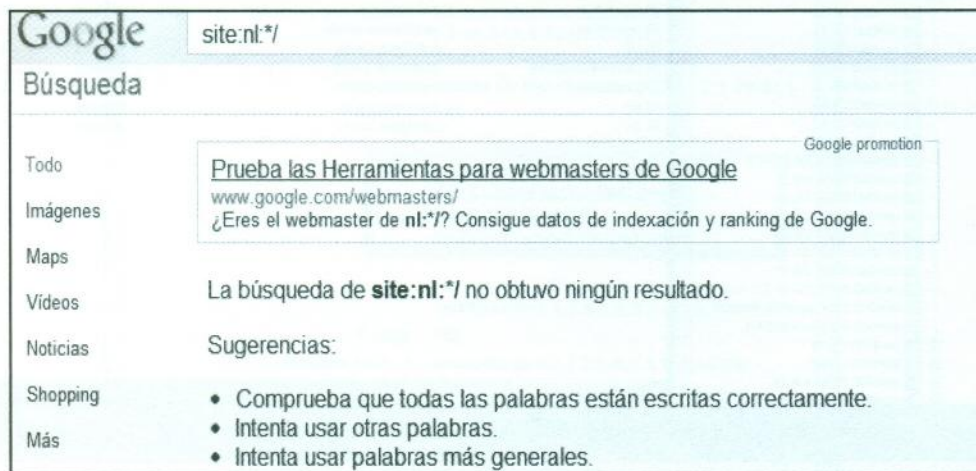 Google
site:nl:*/
Búsqueda
Google promotion
Todo
Imágenes
Maps
Vídeos
Noticias
Shopping
Más
Prueba las Herramientas para webmasters de Google
www.google.com/webmasters/
¿Eres el webmaster de nl:*/? Consigue datos de indexación y ranking de Google.
La búsqueda de site:nl:*/ no obtuvo ningún resultado.
Sugerencias:
• Comprueba que todas las palabras están escritas correctamente.
• Intenta usar otras palabras.
• Intenta usar palabras más generales.